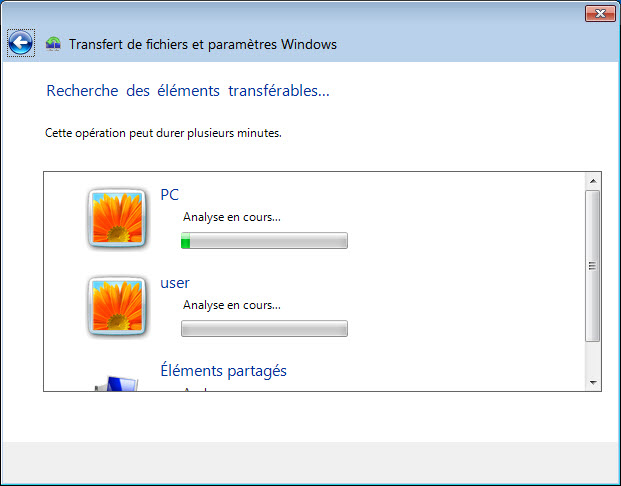 Transfert de fichiers et paramètres Windows
Recherche des éléments transférables...
Cette opération peut durer plusieurs minutes.
PC
Analyse en cours...
user
Analyse en cours...
Éléments partagés